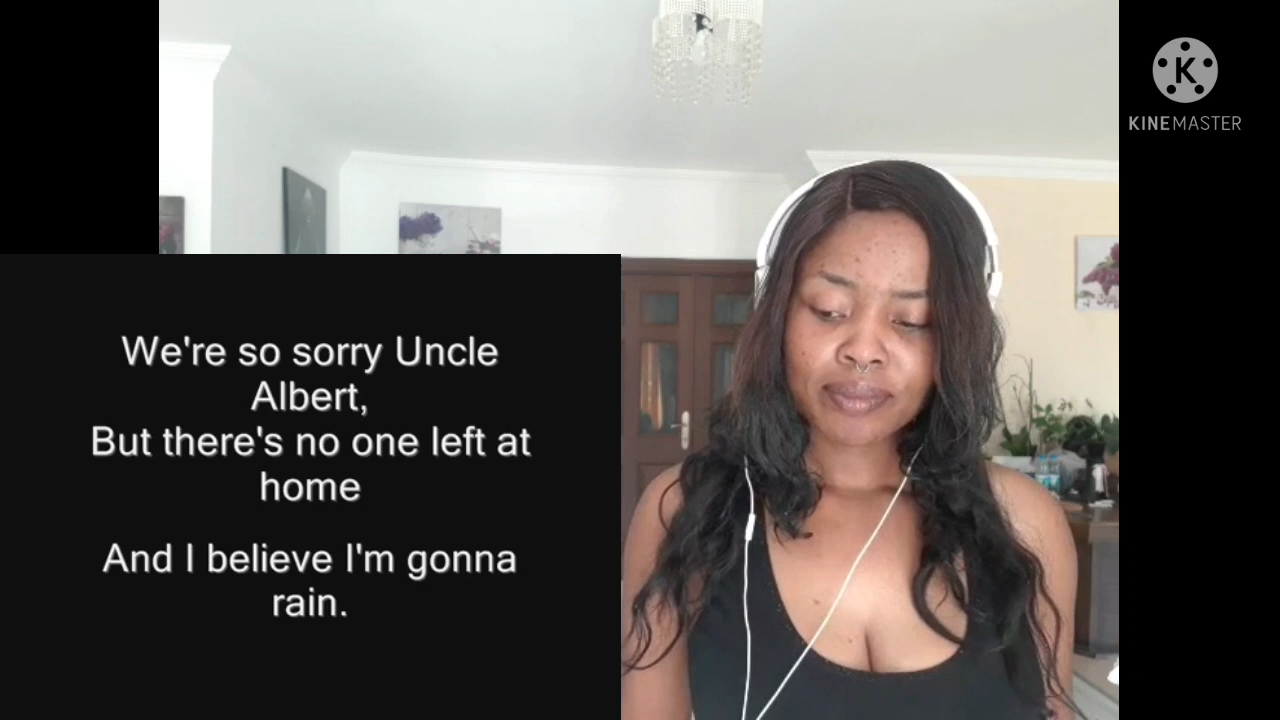 We're so sorry Uncle
Albert,
But there's no one left at
home
And I believe I'm gonna
rain.
KINEMASTER